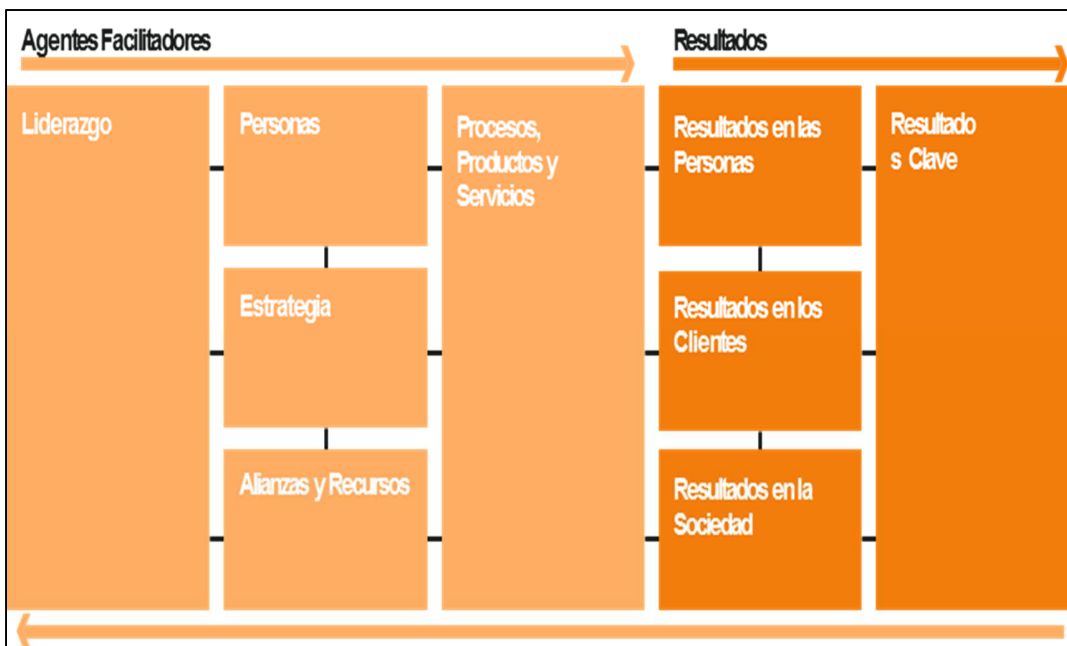 Agentes Facilitadores
Resultados
Liderazgo
Personas
Procesos,
Productos y
Servicios
Estrategia
Alianzas y Recursos
Resultados en las
Personas
Resultados en los
Clientes
Resultados en la
Sociedad
Resultado
s Clave